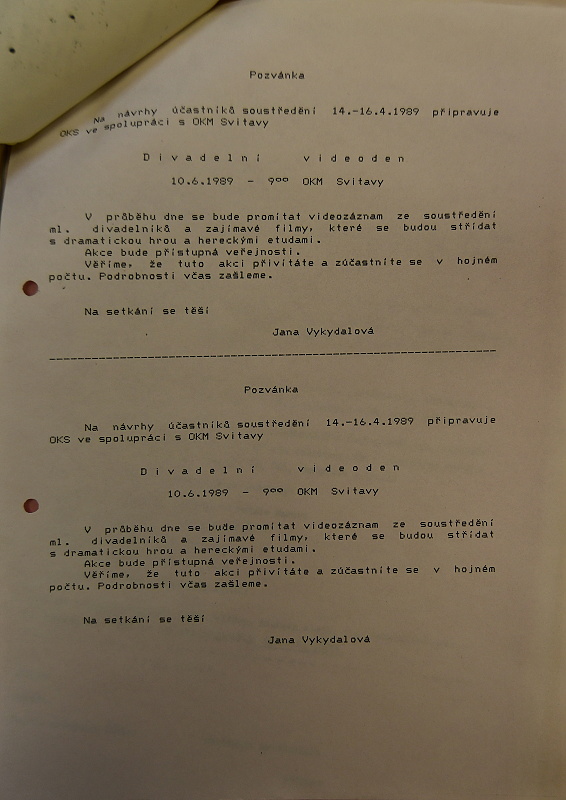 Pozvánka
Na návrhy účastníků soustředění 14.-16.4.1989 připravuje
OKS ve spolupráci s OKM Svitavy
Divadelní videoden
10.6.1989 - 9ºº OKM Svitavy
V průběhu dne se bude promítat videozáznam ze soustředění
ml. divadelníků a zajímavé filmy, které se budou střídat
s dramatickou hrou a hereckými etudami.
Akce bude přístupná veřejnosti.
Věříme, že tuto akci přivítáte a zúčastníte se v hojném
počtu. Podrobnosti včas zašleme.
Na setkání se těší
Jana Vykydalová
Pozvánka
Na návrhy účastníků soustředění 14.-16.4.1989 připravuje
OKS ve spolupráci s OKM Svitavy
Divadelní videoden
10.6.1989 - 9ºº OKM Svitavy
V průběhu dne se bude promítat videozáznam ze soustředění
ml. divadelníků a zajímavé filmy, které se budou střídat
s dramatickou hrou a hereckými etudami.
Akce bude přístupná veřejnosti.
Věříme, že tuto akci přivítáte a zúčastníte se v hojném
počtu. Podrobnosti včas zašleme.
Na setkání se těší
Jana Vykydalová